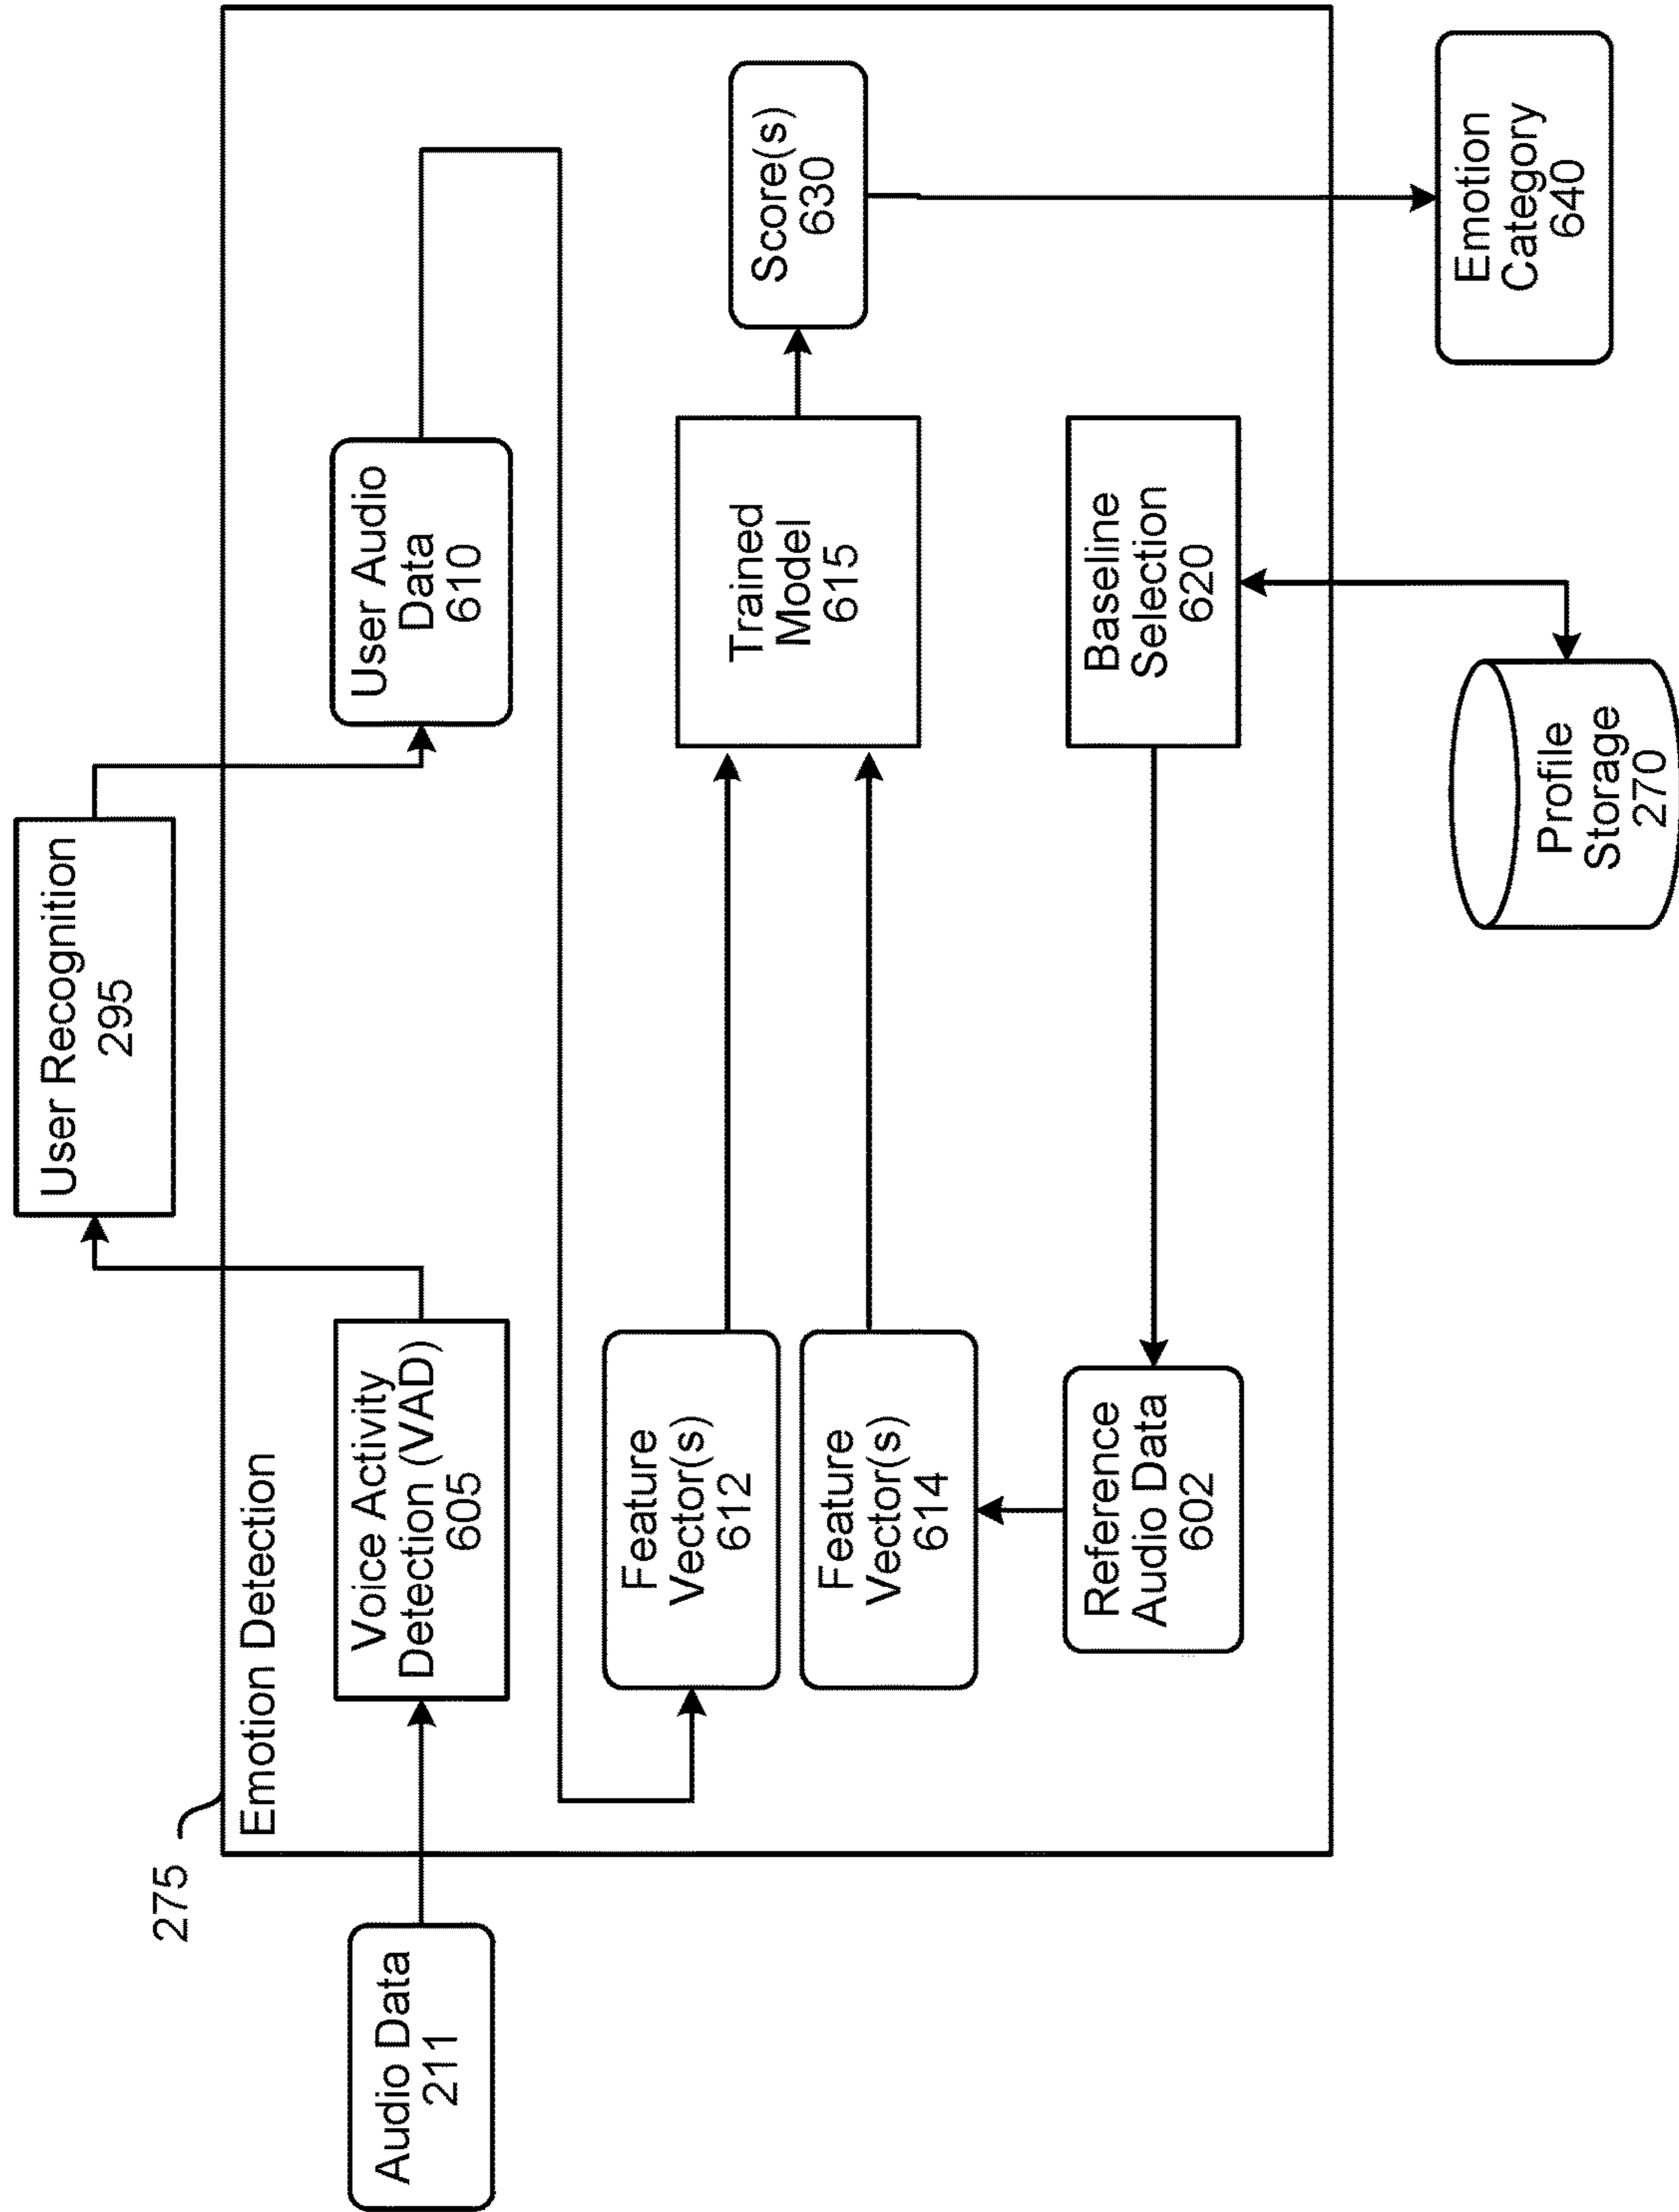 User Recognition
295
275
Emotion Detection
Audio Data
211
Voice Activity
Detection (VAD)
605
User Audio
Data
610
Feature
Vector(s)
612
Feature
Vector(s)
614
Trained
Model
615
Score(s)
630
Reference
Audio Data
602
Baseline
Selection
620
Profile
Storage
270
Emotion
Category
640